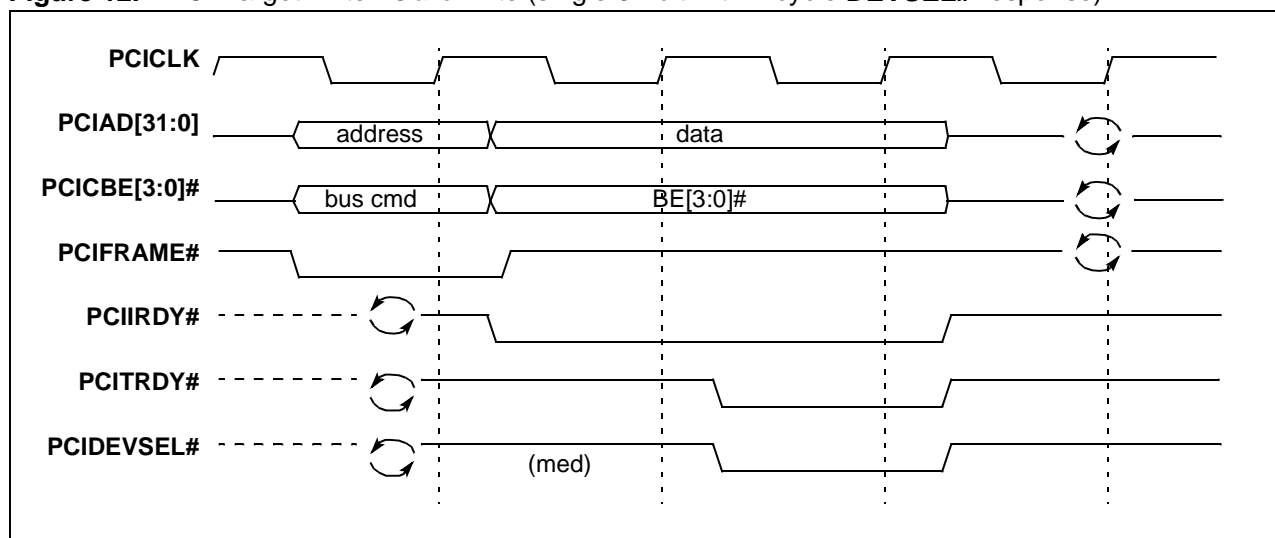 PCICLK
PCIAD[31:0] address data
PCICBE[3:0]# bus cmd BE[3:0]#
PCIFRAME#
PCIIRDY#
PCITRDY#
PCIDEVSEL# (med)